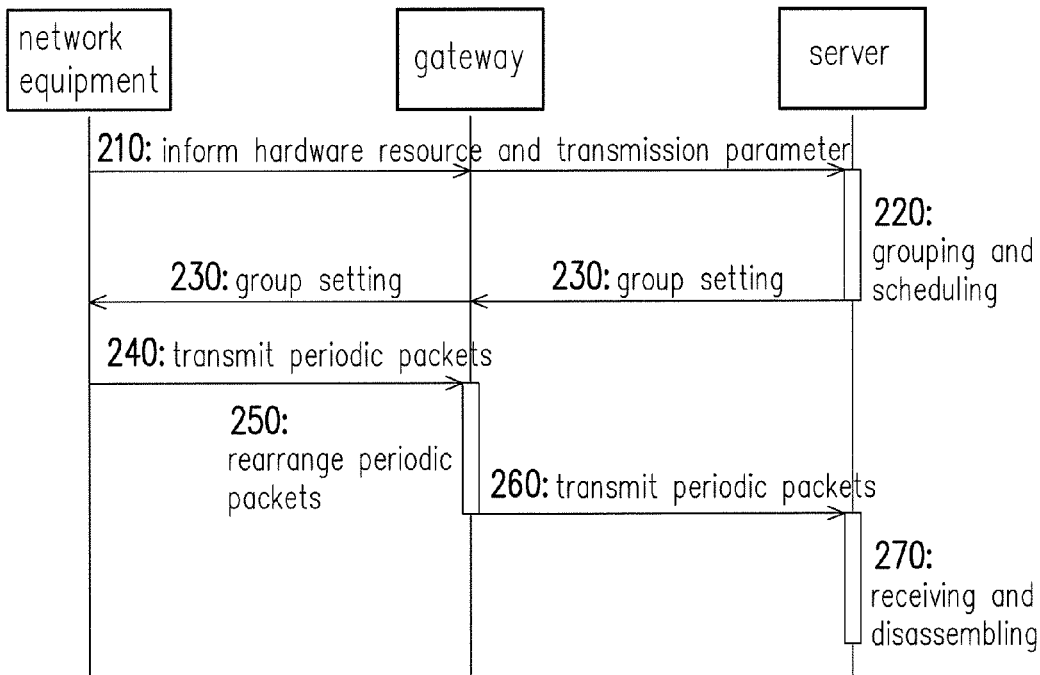 network
equipment
gateway
server
210: inform hardware resource and transmission parameter
220:
grouping and
scheduling
230: group setting
230: group setting
240: transmit periodic packets
250:
rearrange periodic
packets
260: transmit periodic packets
270:
receiving and
disassembling